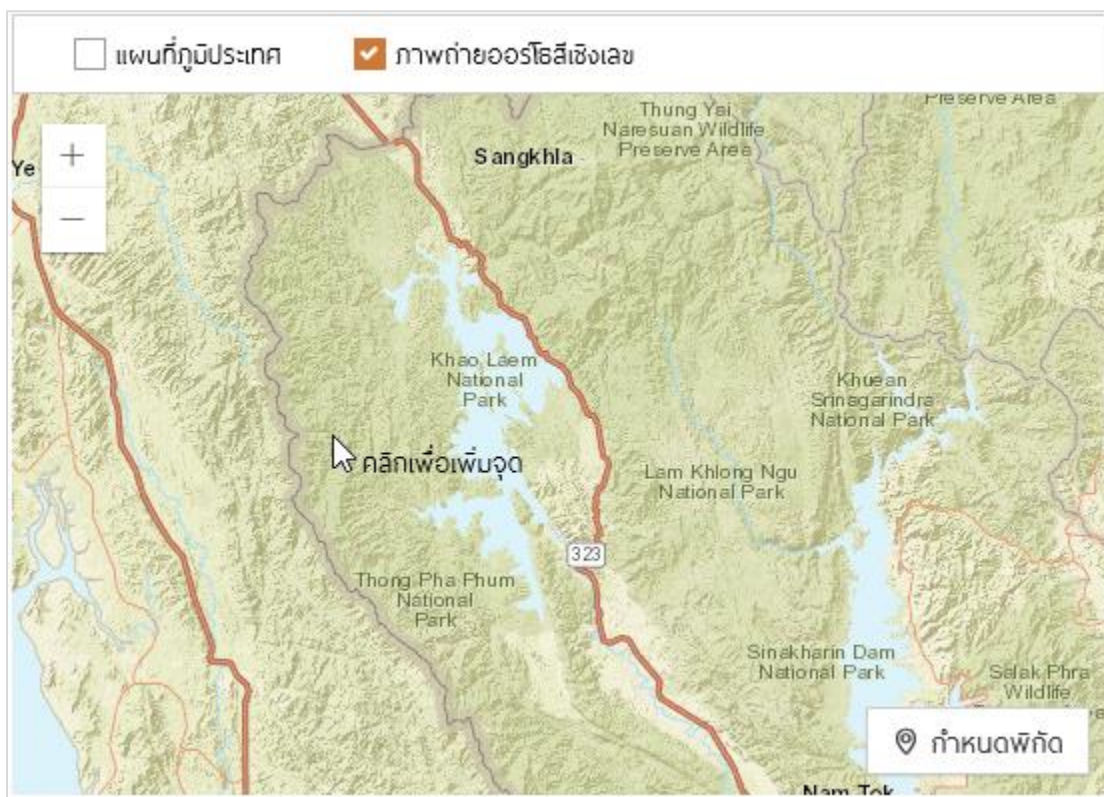 แผนที่ภูมิประเทศ
ภาพถ่ายออร์โธสีเชิงเลข
Preserve Area
Thung Yai
Naresuan Wildlife
Preserve Area
Sangkhla
Ye
Khao Laem
National
Park
Khuean
Srinagarindra
National Park
คลิกเพื่อเพิ่มจุด
Lam Khlong Ngu
National Park
323
Thong Pha Phum
National
Park
Sinakharin Dam
National Park
Salak Phra
Wildlife
กำหนดพิกัด
Nam Tok